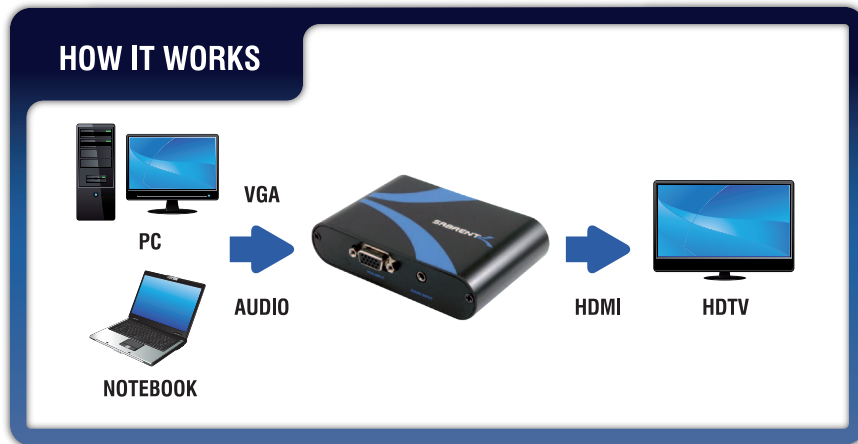 HOW IT WORKS
VGA
PC
SABRENT
AUDIO
HDMI
HDTV
NOTEBOOK